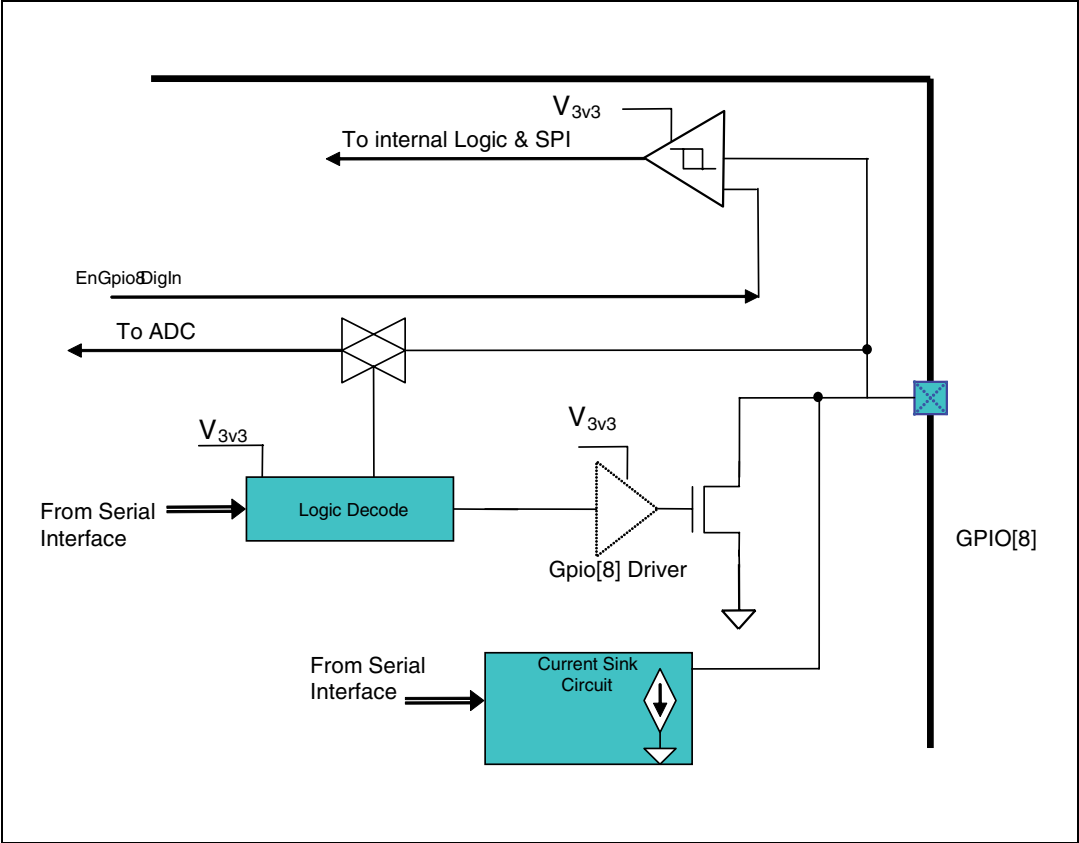 V3v3
To internal Logic & SPI
EnGpio8DigIn
To ADC
V3v3
V3v3
From Serial
Interface
Logic Decode
Gpio[8] Driver
GPIO[8]
From Serial
Interface
Current Sink
Circuit